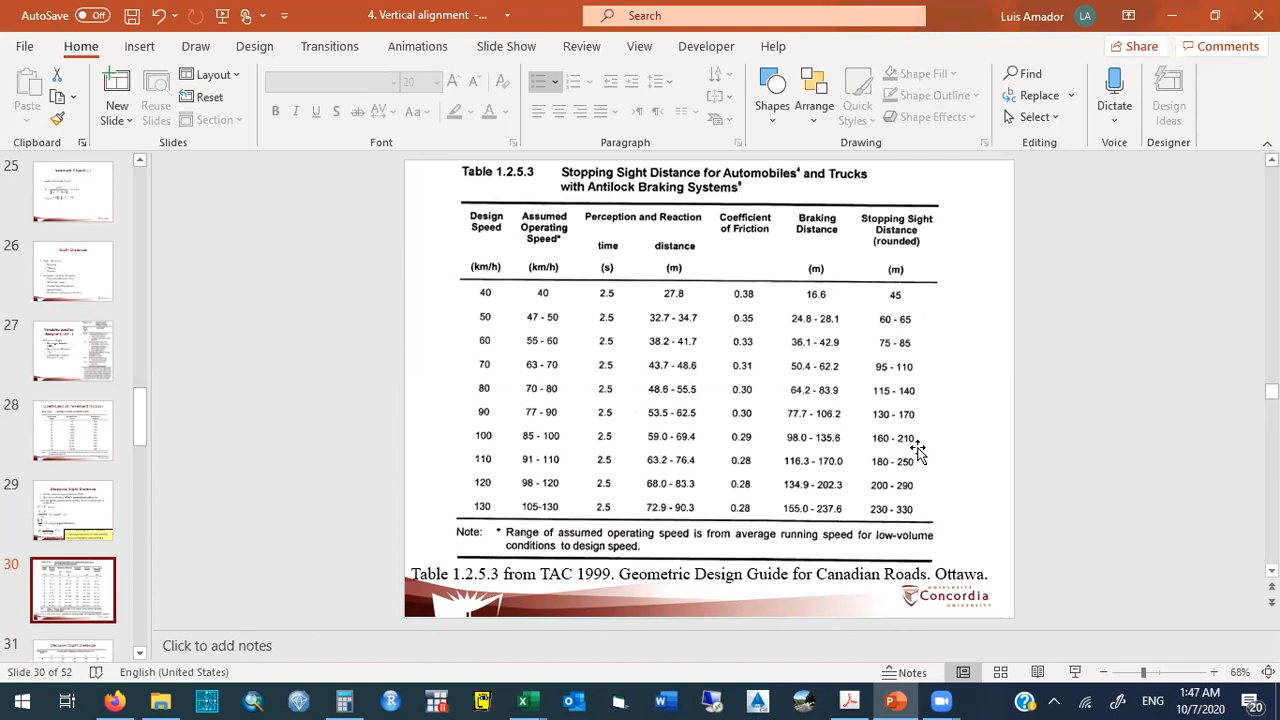 AutoSave Off 4.Vertical alignment -... Search Luis Amador LA
File Home Insert Draw Design Transitions Animations Slide Show Review View Developer Help Share Comments
Paste New Slide Reuse Slides Layout Reset Section
20
B I U S ab AV Aa A
Shapes Arrange Quick Styles Shape Fill Shape Outline Shape Effects
Find Replace Select Dictate Design Ideas
Clipboard Slides Font Paragraph Drawing Editing Voice Designer
25
26
27
28
29
30
31
Table 1.2.5.3 Stopping Sight Distance for Automobiles⁴ and Trucks
with Antilock Braking Systems
Design Speed Assumed Operating Speed* Perception and Reaction Coefficient of Friction Braking Distance Stopping Sight Distance (rounded)
time distance
(km/h) (km/h) (s) (m) (m) (m)
40 40 2.5 27.8 0.38 16.6 45
50 47 - 50 2.5 32.7 - 34.7 0.35 24.8 - 28.1 60 - 65
60 55 - 60 2.5 38.2 - 41.7 0.33 36.1 - 42.9 75 - 85
70 63 - 70 2.5 43.7 - 48.6 0.31 50.4 - 62.2 95 - 110
80 70 - 80 2.5 48.6 - 55.5 0.30 64.2 - 83.9 115 - 140
90 77 - 90 2.5 53.5 - 62.5 0.30 77.7 - 106.2 130 - 170
100 85 - 100 2.5 59.0 - 69.4 0.29 98.0 - 135.6 160 - 210
110 91 - 110 2.5 63.2 - 76.4 0.28 116.3 - 170.0 180 - 250
120 98 - 120 2.5 68.0 - 83.3 0.28 134.9 - 202.3 200 - 290
130 105-130 2.5 72.9 - 90.3 0.28 155.0 - 237.6 230 - 330
Note: * Range of assumed operating speed is from average running speed for low-volume
conditions to design speed.
Table 1.2.5.3 from TAC 1999. Geometric Design Guide for Canadian Roads. Ottawa.
Concordia
UNIVERSITY
Click to add notes
Slide 30 of 52 English (United States) Notes 68%
ENG 1:47 AM
10/7/2020 20